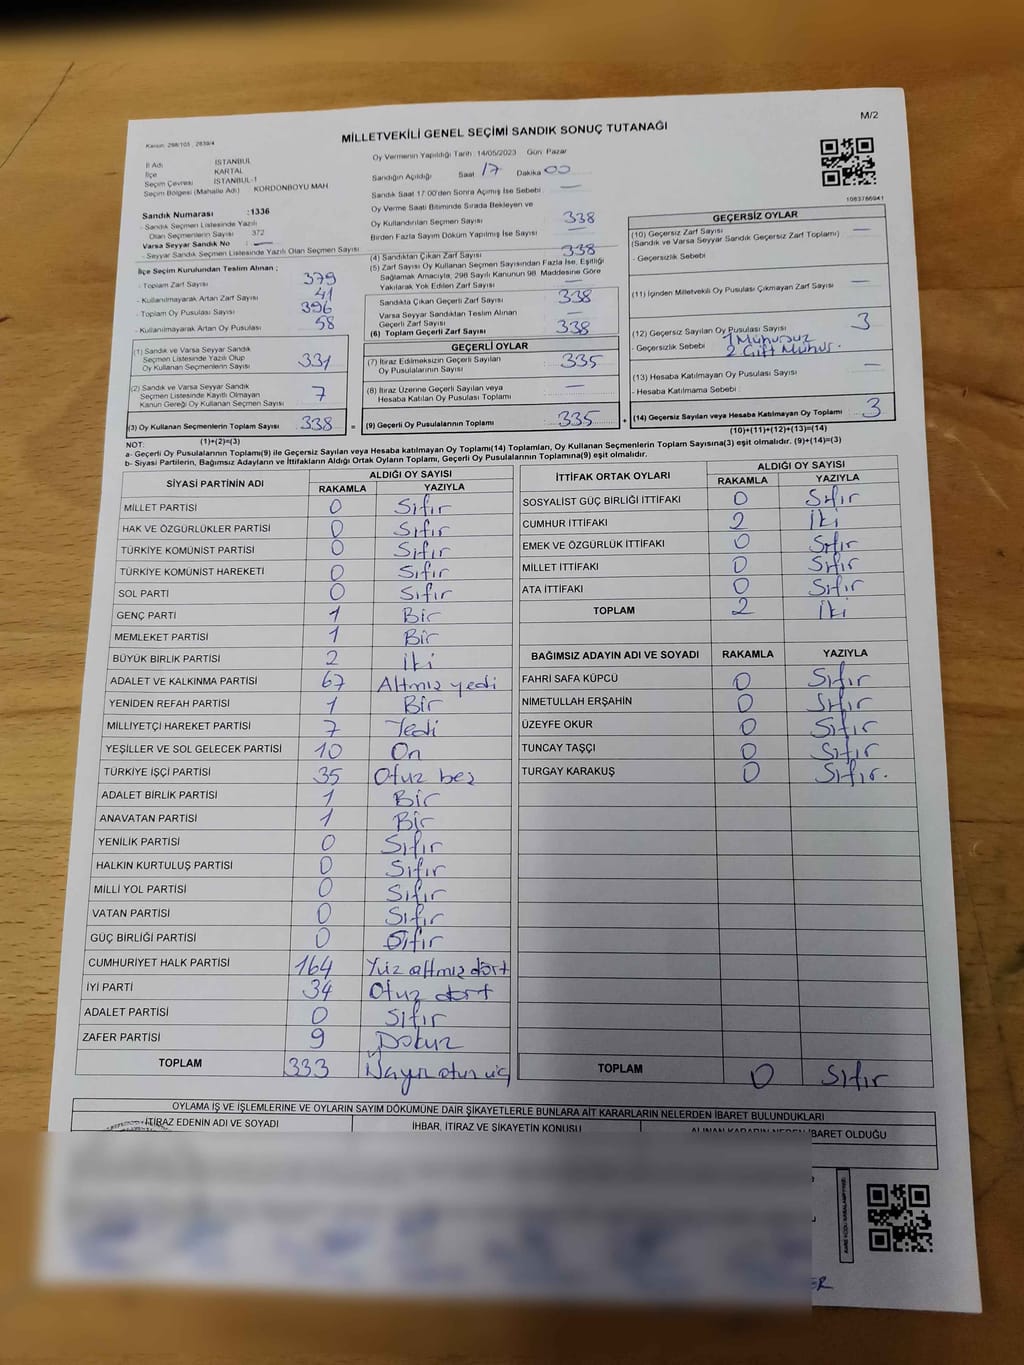 M/2
MİLLETVEKİLİ GENEL SEÇİMİ SANDIK SONUÇ TUTANAĞI
Kanun: 298/105 , 2839/4
İl Adı İSTANBUL
İlçe KARTAL
Seçim Çevresi İSTANBUL-1
Seçim Bölgesi (Mahalle Adı) KORDONBOYU MAH.
Sandık Numarası :1336
- Sandık Seçmen Listesinde Yazılı
Olan Seçmenlerin Sayısı 372
Varsa Seyyar Sandık No : —
- Seyyar Sandık Seçmen Listesinde Yazılı Olan Seçmen Sayısı
İlçe Seçim Kurulundan Teslim Alınan ;
- Toplam Zarf Sayısı 379
- Kullanılmayarak Artan Zarf Sayısı 41
- Toplam Oy Pusulası Sayısı 396
- Kullanılmayarak Artan Oy Pusulası 58
(1) Sandık ve Varsa Seyyar Sandık
Seçmen Listesinde Yazılı Olup
Oy Kullanan Seçmenlerin Sayısı 331
(2) Sandık ve Varsa Seyyar Sandık
Seçmen Listesinde Kayıtlı Olmayan
Kanun Gereği Oy Kullanan Seçmen Sayısı 7
(3) Oy Kullanan Seçmenlerin Toplam Sayısı 338 =
(1)+(2)=(3)
Oy Vermenin Yapıldığı Tarih :14/05/2023 Gün: Pazar
Sandığın Açıldığı Saat 17 Dakika 00
Sandık Saat 17.00'den Sonra Açımış İse Sebebi —
Oy Verme Saati Bitiminde Sırada Bekleyen ve
Oy Kullandırılan Seçmen Sayısı 338
Birden Fazla Sayım Döküm Yapılmış İse Sayısı —
(4) Sandıktan Çıkan Zarf Sayısı 338
(5) Zarf Sayısı Oy Kullanan Seçmen Sayısından Fazla İse, Eşitliği
Sağlamak Amacıyla, 298 Sayılı Kanunun 98. Maddesine Göre
Yakılarak Yok Edilen Zarf Sayısı —
Sandıkta Çıkan Geçerli Zarf Sayısı 338
Varsa Seyyar Sandıktan Teslim Alınan
Geçerli Zarf Sayısı —
(6) Toplam Geçerli Zarf Sayısı 338
GEÇERLİ OYLAR
(7) İtiraz Edilmeksizin Geçerli Sayılan
Oy Pusulalarının Sayısı 335
(8) İtiraz Üzerine Geçerli Sayılan veya
Hesaba Katılan Oy Pusulası Toplamı —
(9) Geçerli Oy Pusulalarının Toplamı 335 +
1083786941
GEÇERSİZ OYLAR
(10) Geçersiz Zarf Sayısı —
(Sandık ve Varsa Seyyar Sandık Geçersiz Zarf Toplamı)
- Geçersizlik Sebebi
(11) İçinden Milletvekili Oy Pusulası Çıkmayan Zarf Sayısı —
(12) Geçersiz Sayılan Oy Pusulası Sayısı 3
- Geçersizlik Sebebi 1 Mühürsüz
2 Çift Mühür.
(13) Hesaba Katılmayan Oy Pusulası Sayısı —
- Hesaba Katılmama Sebebi :
(14) Geçersiz Sayılan veya Hesaba Katılmayan Oy Toplamı 3
(10)+(11)+(12)+(13)=(14)
NOT:
a- Geçerli Oy Pusulalarının Toplamı(9) ile Geçersiz Sayılan veya Hesaba Katılmayan Oy Toplamı(14) Toplamları, Oy Kullanan Seçmenlerin Toplam Sayısına(3) eşit olmalıdır. (9)+(14)=(3)
b- Siyasi Partilerin, Bağımsız Adayların ve İttifakların Aldığı Ortak Oyların Toplamı, Geçerli Oy Pusulalarının Toplamına(9) eşit olmalıdır.
SİYASİ PARTİNİN ADI ALDIĞI OY SAYISI
RAKAMLA YAZIYLA
MİLLET PARTİSİ 0 Sıfır
HAK VE ÖZGÜRLÜKLER PARTİSİ 0 Sıfır
TÜRKİYE KOMÜNİST PARTİSİ 0 Sıfır
TÜRKİYE KOMÜNİST HAREKETİ 0 Sıfır
SOL PARTİ 0 Sıfır
GENÇ PARTİ 1 Bir
MEMLEKET PARTİSİ 1 Bir
BÜYÜK BİRLİK PARTİSİ 2 İki
ADALET VE KALKINMA PARTİSİ 67 Altmış yedi
YENİDEN REFAH PARTİSİ 1 Bir
MİLLİYETÇİ HAREKET PARTİSİ 7 Yedi
YEŞİLLER VE SOL GELECEK PARTİSİ 10 On
TÜRKİYE İŞÇİ PARTİSİ 35 Otuz beş
ADALET BİRLİK PARTİSİ 1 Bir
ANAVATAN PARTİSİ 1 Bir
YENİLİK PARTİSİ 0 Sıfır
HALKIN KURTULUŞ PARTİSİ 0 Sıfır
MİLLİ YOL PARTİSİ 0 Sıfır
VATAN PARTİSİ 0 Sıfır
GÜÇ BİRLİĞİ PARTİSİ 0 Sıfır
CUMHURİYET HALK PARTİSİ 164 Yüz altmış dört
İYİ PARTİ 34 Otuz dört
ADALET PARTİSİ 0 Sıfır
ZAFER PARTİSİ 9 Dokuz
TOPLAM 333 üçyüz otuz üç
İTTİFAK ORTAK OYLARI ALDIĞI OY SAYISI
RAKAMLA YAZIYLA
SOSYALİST GÜÇ BİRLİĞİ İTTİFAKI 0 Sıfır
CUMHUR İTTİFAKI 2 İki
EMEK VE ÖZGÜRLÜK İTTİFAKI 0 Sıfır
MİLLET İTTİFAKI 0 Sıfır
ATA İTTİFAKI 0 Sıfır
TOPLAM 2 İki
BAĞIMSIZ ADAYIN ADI VE SOYADI RAKAMLA YAZIYLA
FAHRİ SAFA KÜPCÜ 0 Sıfır
NİMETULLAH ERŞAHİN 0 Sıfır
ÜZEYFE OKUR 0 Sıfır
TUNCAY TAŞÇI 0 Sıfır
TURGAY KARAKUŞ 0 Sıfır.
TOPLAM 0 Sıfır
OYLAMA İŞ VE İŞLEMLERİNE VE OYLARIN SAYIM DÖKÜMÜNE DAİR ŞİKAYETLERLE BUNLARA AİT KARARLARIN NELERDEN İBARET BULUNDUKLARI
İTİRAZ EDENİN ADI VE SOYADI İHBAR, İTİRAZ VE ŞİKAYETİN KONUSU ALINAN KARARIN NEDEN İBARET OLDUĞU